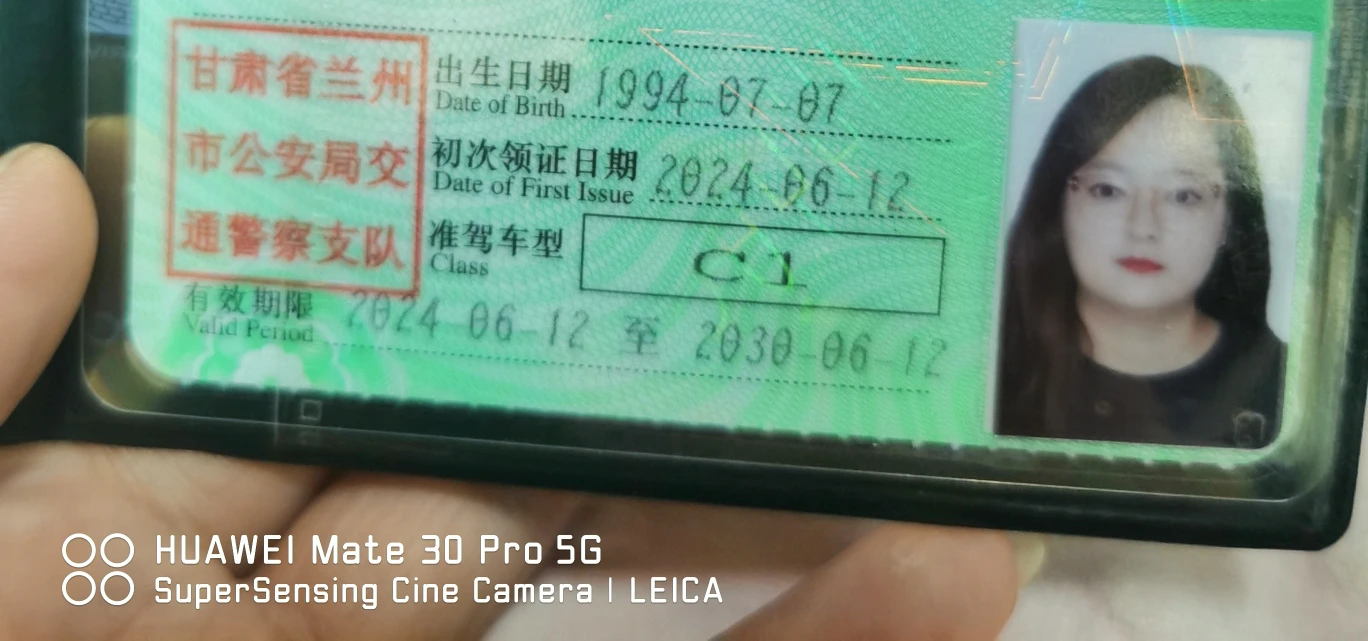 甘肃省兰州
市公安局交
通警察支队
出生日期 1994-07-07
Date of Birth
初次领证日期 2024-06-12
Date of First Issue
准驾车型 C1
Class
有效期限 2024-06-12 至 2030-06-12
Valid Period
HUAWEI Mate 30 Pro 5G
SuperSensing Cine Camera | LEICA